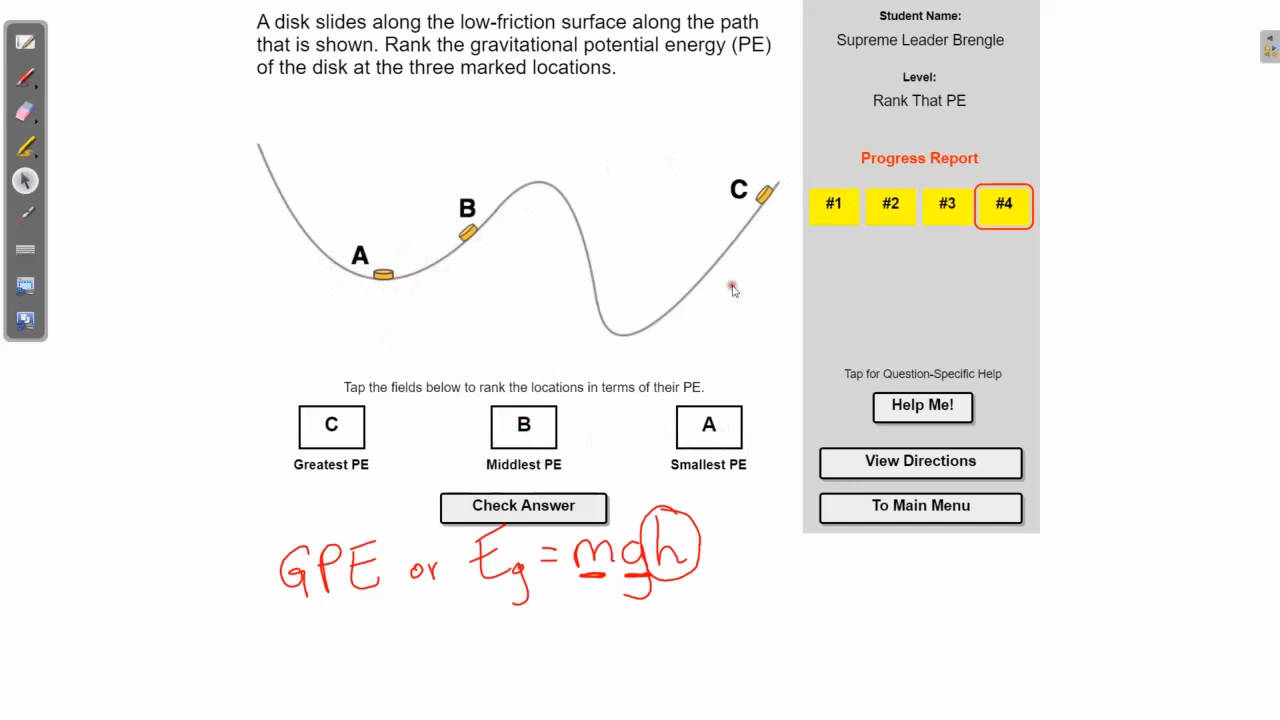 A disk slides along the low-friction surface along the path
that is shown. Rank the gravitational potential energy (PE)
of the disk at the three marked locations.
A
B
C
Tap the fields below to rank the locations in terms of their PE.
C
B
A
Greatest PE
Middlest PE
Smallest PE
Check Answer
GPE or Eg = mgh
Student Name:
Supreme Leader Brengle
Level:
Rank That PE
Progress Report
#1
#2
#3
#4
Tap for Question-Specific Help
Help Me!
View Directions
To Main Menu